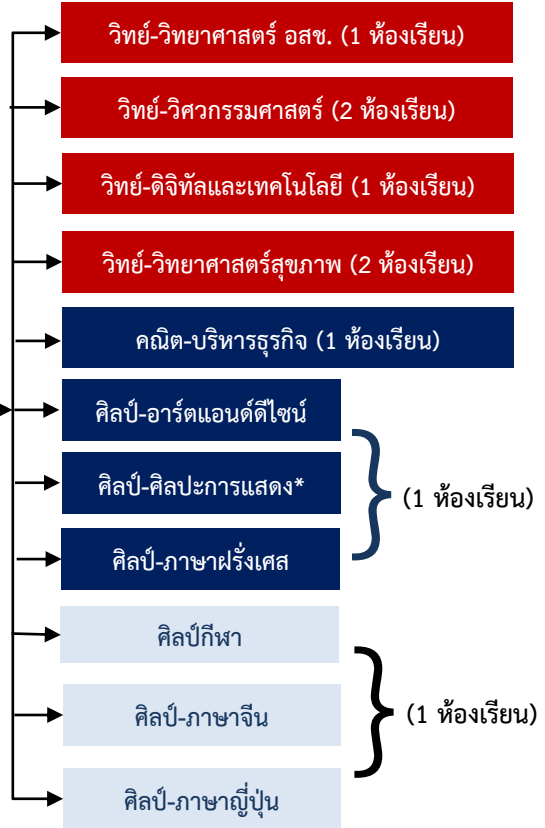 วิทย์-วิทยาศาสตร์ อสช. (1 ห้องเรียน)
วิทย์-วิศวกรรมศาสตร์ (2 ห้องเรียน)
วิทย์-ดิจิทัลและเทคโนโลยี (1 ห้องเรียน)
วิทย์-วิทยาศาสตร์สุขภาพ (2 ห้องเรียน)
คณิต-บริหารธุรกิจ (1 ห้องเรียน)
ศิลป์-อาร์ตแอนด์ดีไซน์
ศิลป์-ศิลปะการแสดง*
(1 ห้องเรียน)
ศิลป์-ภาษาฝรั่งเศส
ศิลป์กีฬา
ศิลป์-ภาษาจีน
(1 ห้องเรียน)
ศิลป์-ภาษาญี่ปุ่น